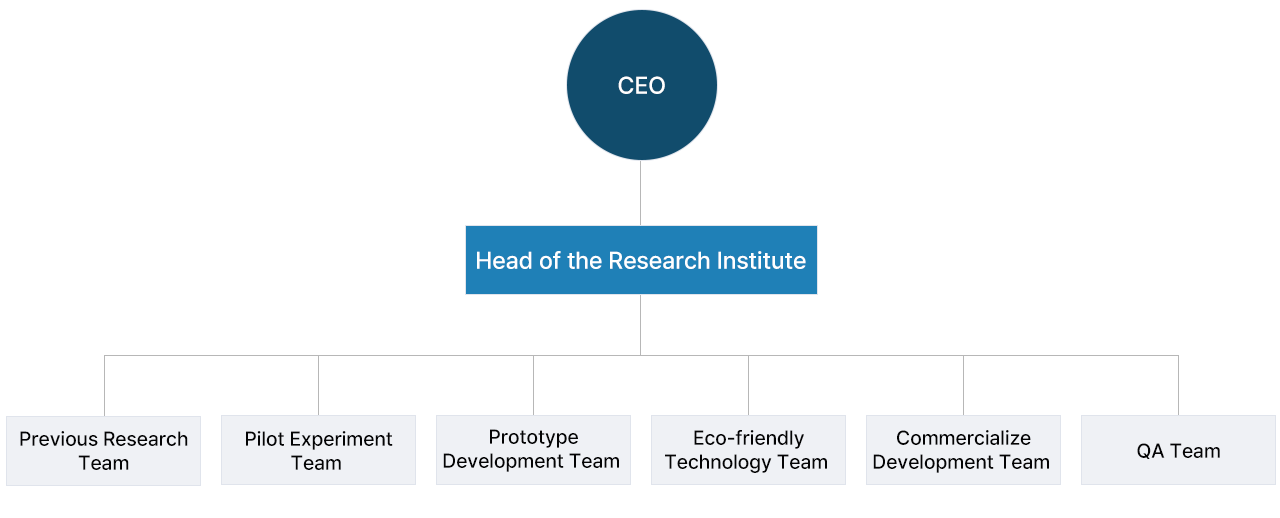 CEO
Head of the Research Institute
Previous Research
Team
Pilot Experiment
Team
Prototype
Development Team
Eco-friendly
Technology Team
Commercialize
Development Team
QA Team